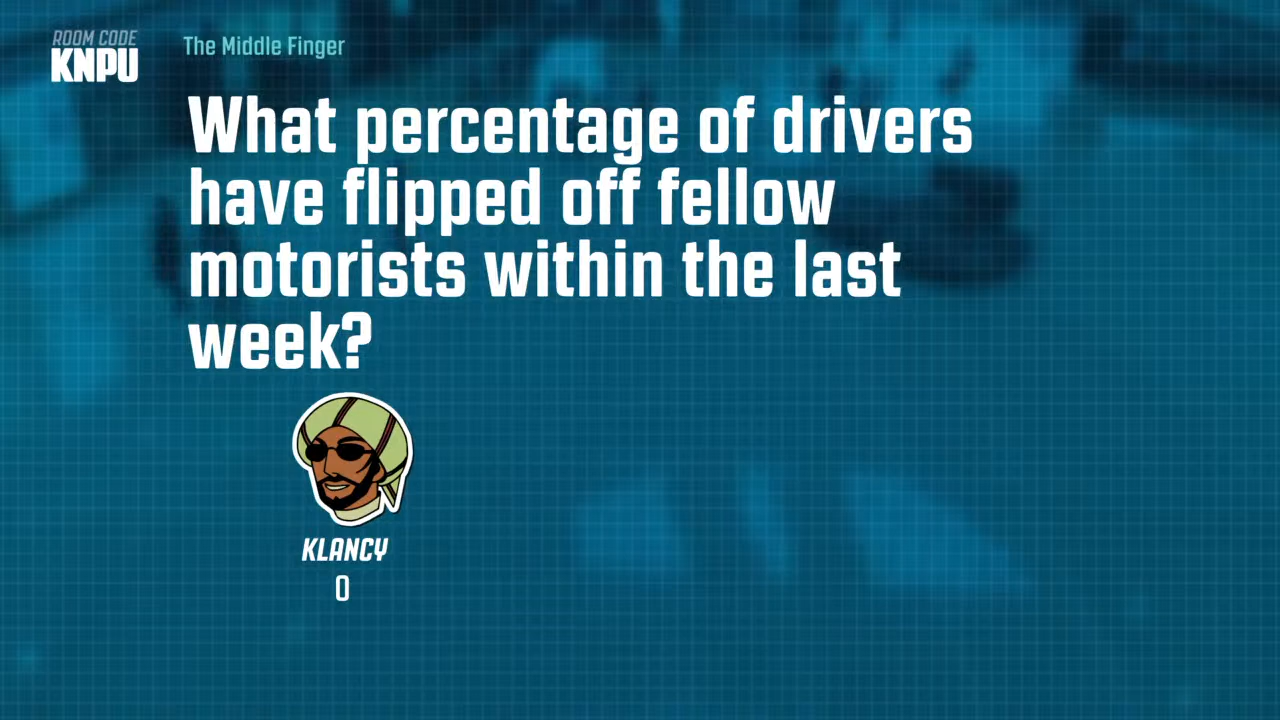 ROOM CODE
KNPU
The Middle Finger
What percentage of drivers
have flipped off fellow
motorists within the last
week?
KLANCY
0